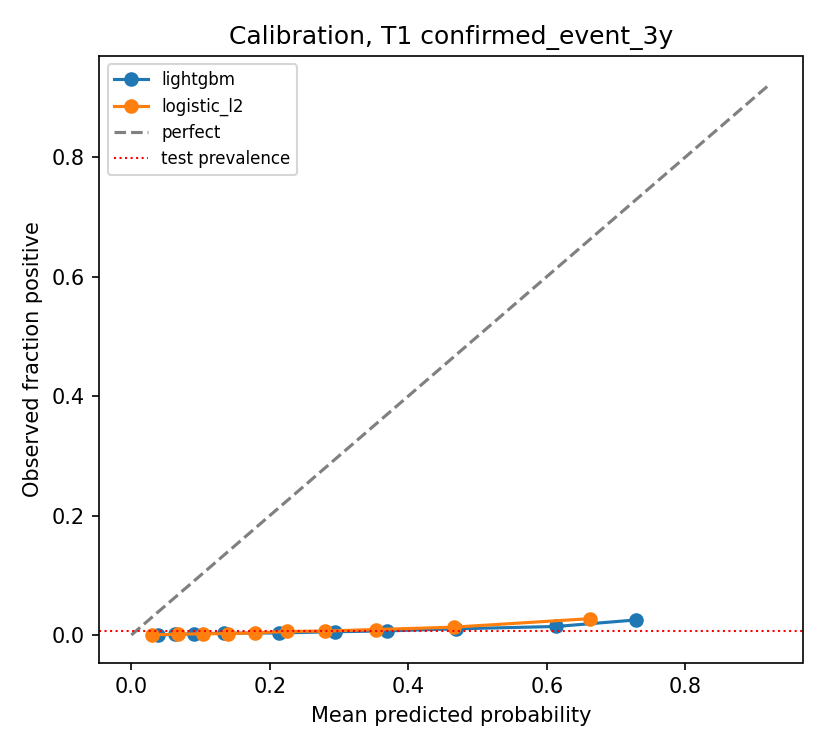 Calibration, T1 confirmed_event_3y
lightgbm
logistic_l2
perfect
test prevalence
Observed fraction positive
0.8
0.6
0.4
0.2
0.0
0.0 0.2 0.4 0.6 0.8
Mean predicted probability